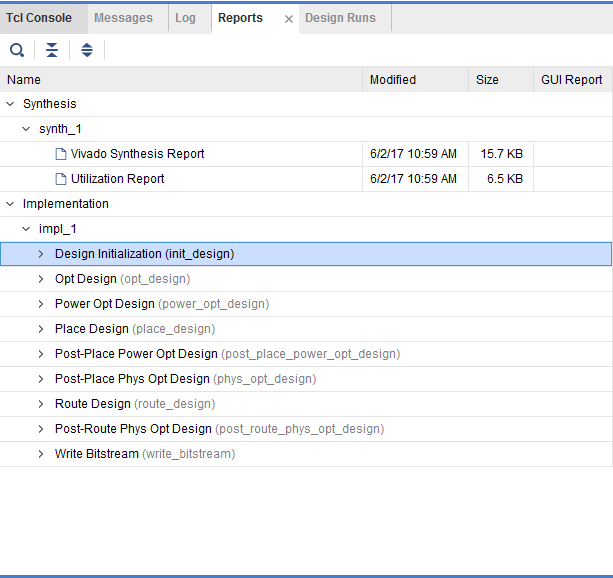 Tcl Console Messages Log Reports Design Runs
Name Modified Size GUI Report
Synthesis
synth_1
Vivado Synthesis Report 6/2/17 10:59 AM 15.7 KB
Utilization Report 6/2/17 10:59 AM 6.5 KB
Implementation
impl_1
Design Initialization (init_design)
Opt Design (opt_design)
Power Opt Design (power_opt_design)
Place Design (place_design)
Post-Place Power Opt Design (post_place_power_opt_design)
Post-Place Phys Opt Design (phys_opt_design)
Route Design (route_design)
Post-Route Phys Opt Design (post_route_phys_opt_design)
Write Bitstream (write_bitstream)